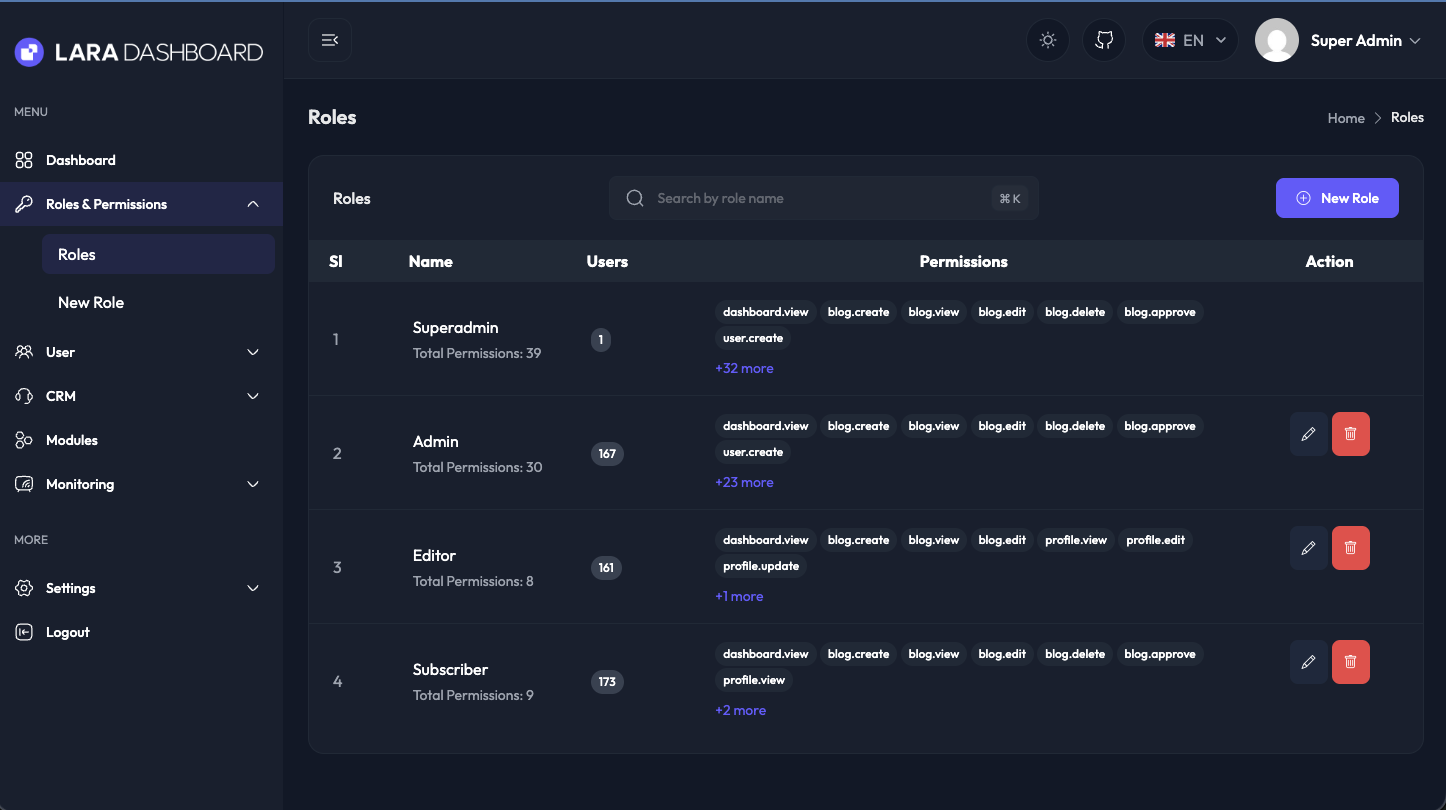 LARA DASHBOARD
EN
Super Admin
MENU
Dashboard
Roles & Permissions
Roles
New Role
User
CRM
Modules
Monitoring
MORE
Settings
Logout
Roles
Home > Roles
Roles
Search by role name
⌘ K
New Role
Sl Name Users Permissions Action
1
Superadmin
Total Permissions: 39
1
dashboard.view blog.create blog.view blog.edit blog.delete blog.approve
user.create
+32 more
2
Admin
Total Permissions: 30
167
dashboard.view blog.create blog.view blog.edit blog.delete blog.approve
user.create
+23 more
3
Editor
Total Permissions: 8
161
dashboard.view blog.create blog.view blog.edit profile.view profile.edit
profile.update
+1 more
4
Subscriber
Total Permissions: 9
173
dashboard.view blog.create blog.view blog.edit blog.delete blog.approve
profile.view
+2 more